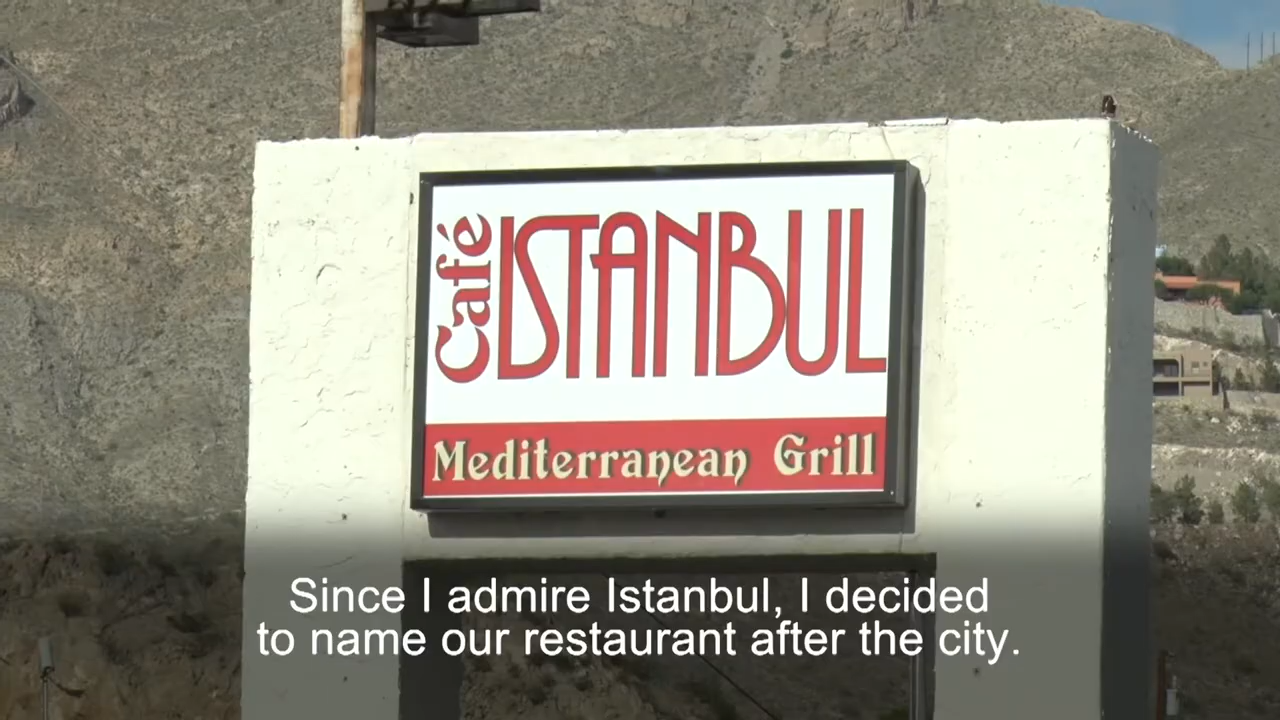 Café ISTANBUL
Mediterranean Grill
Since I admire Istanbul, I decided
to name our restaurant after the city.